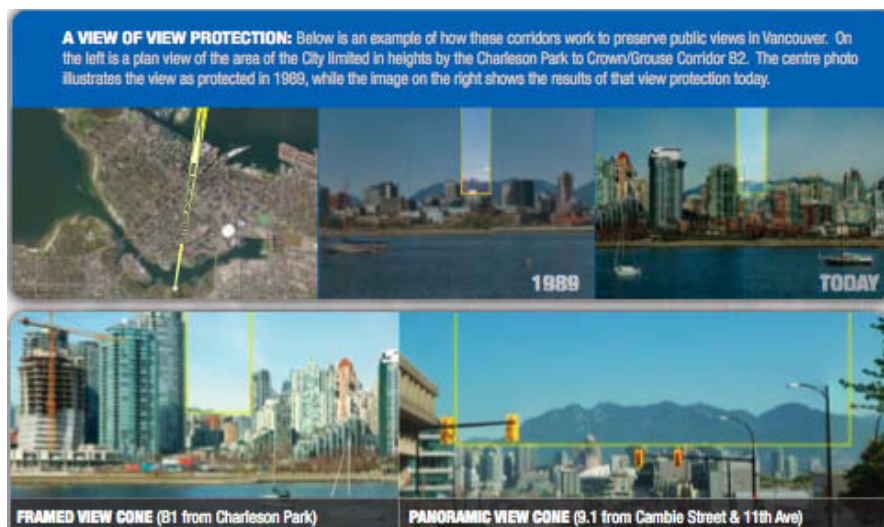 A VIEW OF VIEW PROTECTION: Below is an example of how these corridors work to preserve public views in Vancouver. On
the left is a plan view of the area of the City limited in heights by the Charleson Park to Crown/Grouse Corridor B2. The centre photo
illustrates the view as protected in 1989, while the image on the right shows the results of that view protection today.
1989
TODAY
FRAMED VIEW CONE (B1 from Charleson Park)
PANORAMIC VIEW CONE (9.1 from Cambie Street & 11th Ave)